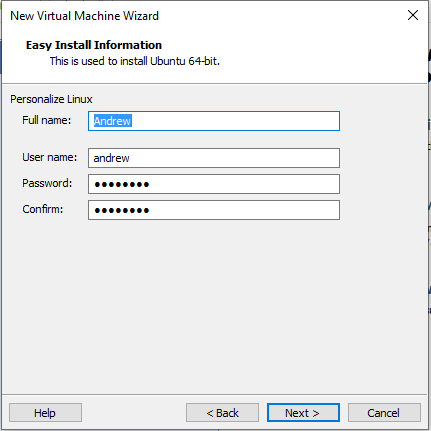 New Virtual Machine Wizard
Easy Install Information
This is used to install Ubuntu 64-bit.
Personalize Linux
Full name: Andrew
User name: andrew
Password: ●●●●●●●●
Confirm: ●●●●●●●●
Help < Back Next > Cancel